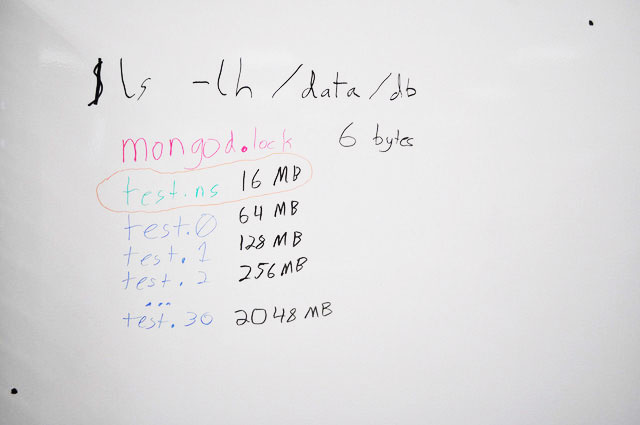 $ls -lh /data/db
mongod.lock 6 bytes
test.ns 16 MB
test.0 64 MB
test.1 128 MB
test.2 256 MB
...
test.30 2048 MB